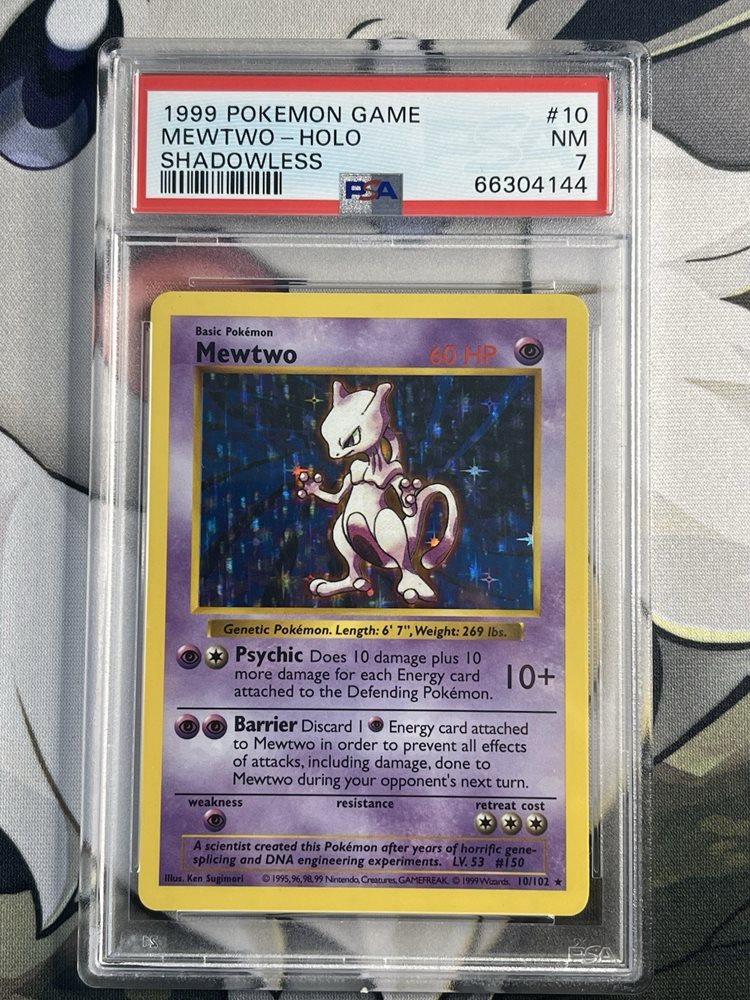 1999 POKEMON GAME #10
MEWTWO – HOLO NM
SHADOWLESS 7
PSA 66304144
Basic Pokémon
Mewtwo 60 HP
Genetic Pokémon. Length: 6' 7", Weight: 269 lbs.
Psychic Does 10 damage plus 10
more damage for each Energy card
attached to the Defending Pokémon.
10+
Barrier Discard 1 Energy card attached
to Mewtwo in order to prevent all effects
of attacks, including damage, done to
Mewtwo during your opponent's next turn.
weakness resistance retreat cost
A scientist created this Pokémon after years of horrific gene-
splicing and DNA engineering experiments. LV. 53 #150
Illus. Ken Sugimori © 1995, 96, 98, 99 Nintendo, Creatures, GAMEFREAK. © 1999 Wizards. 10/102 ★
PSA